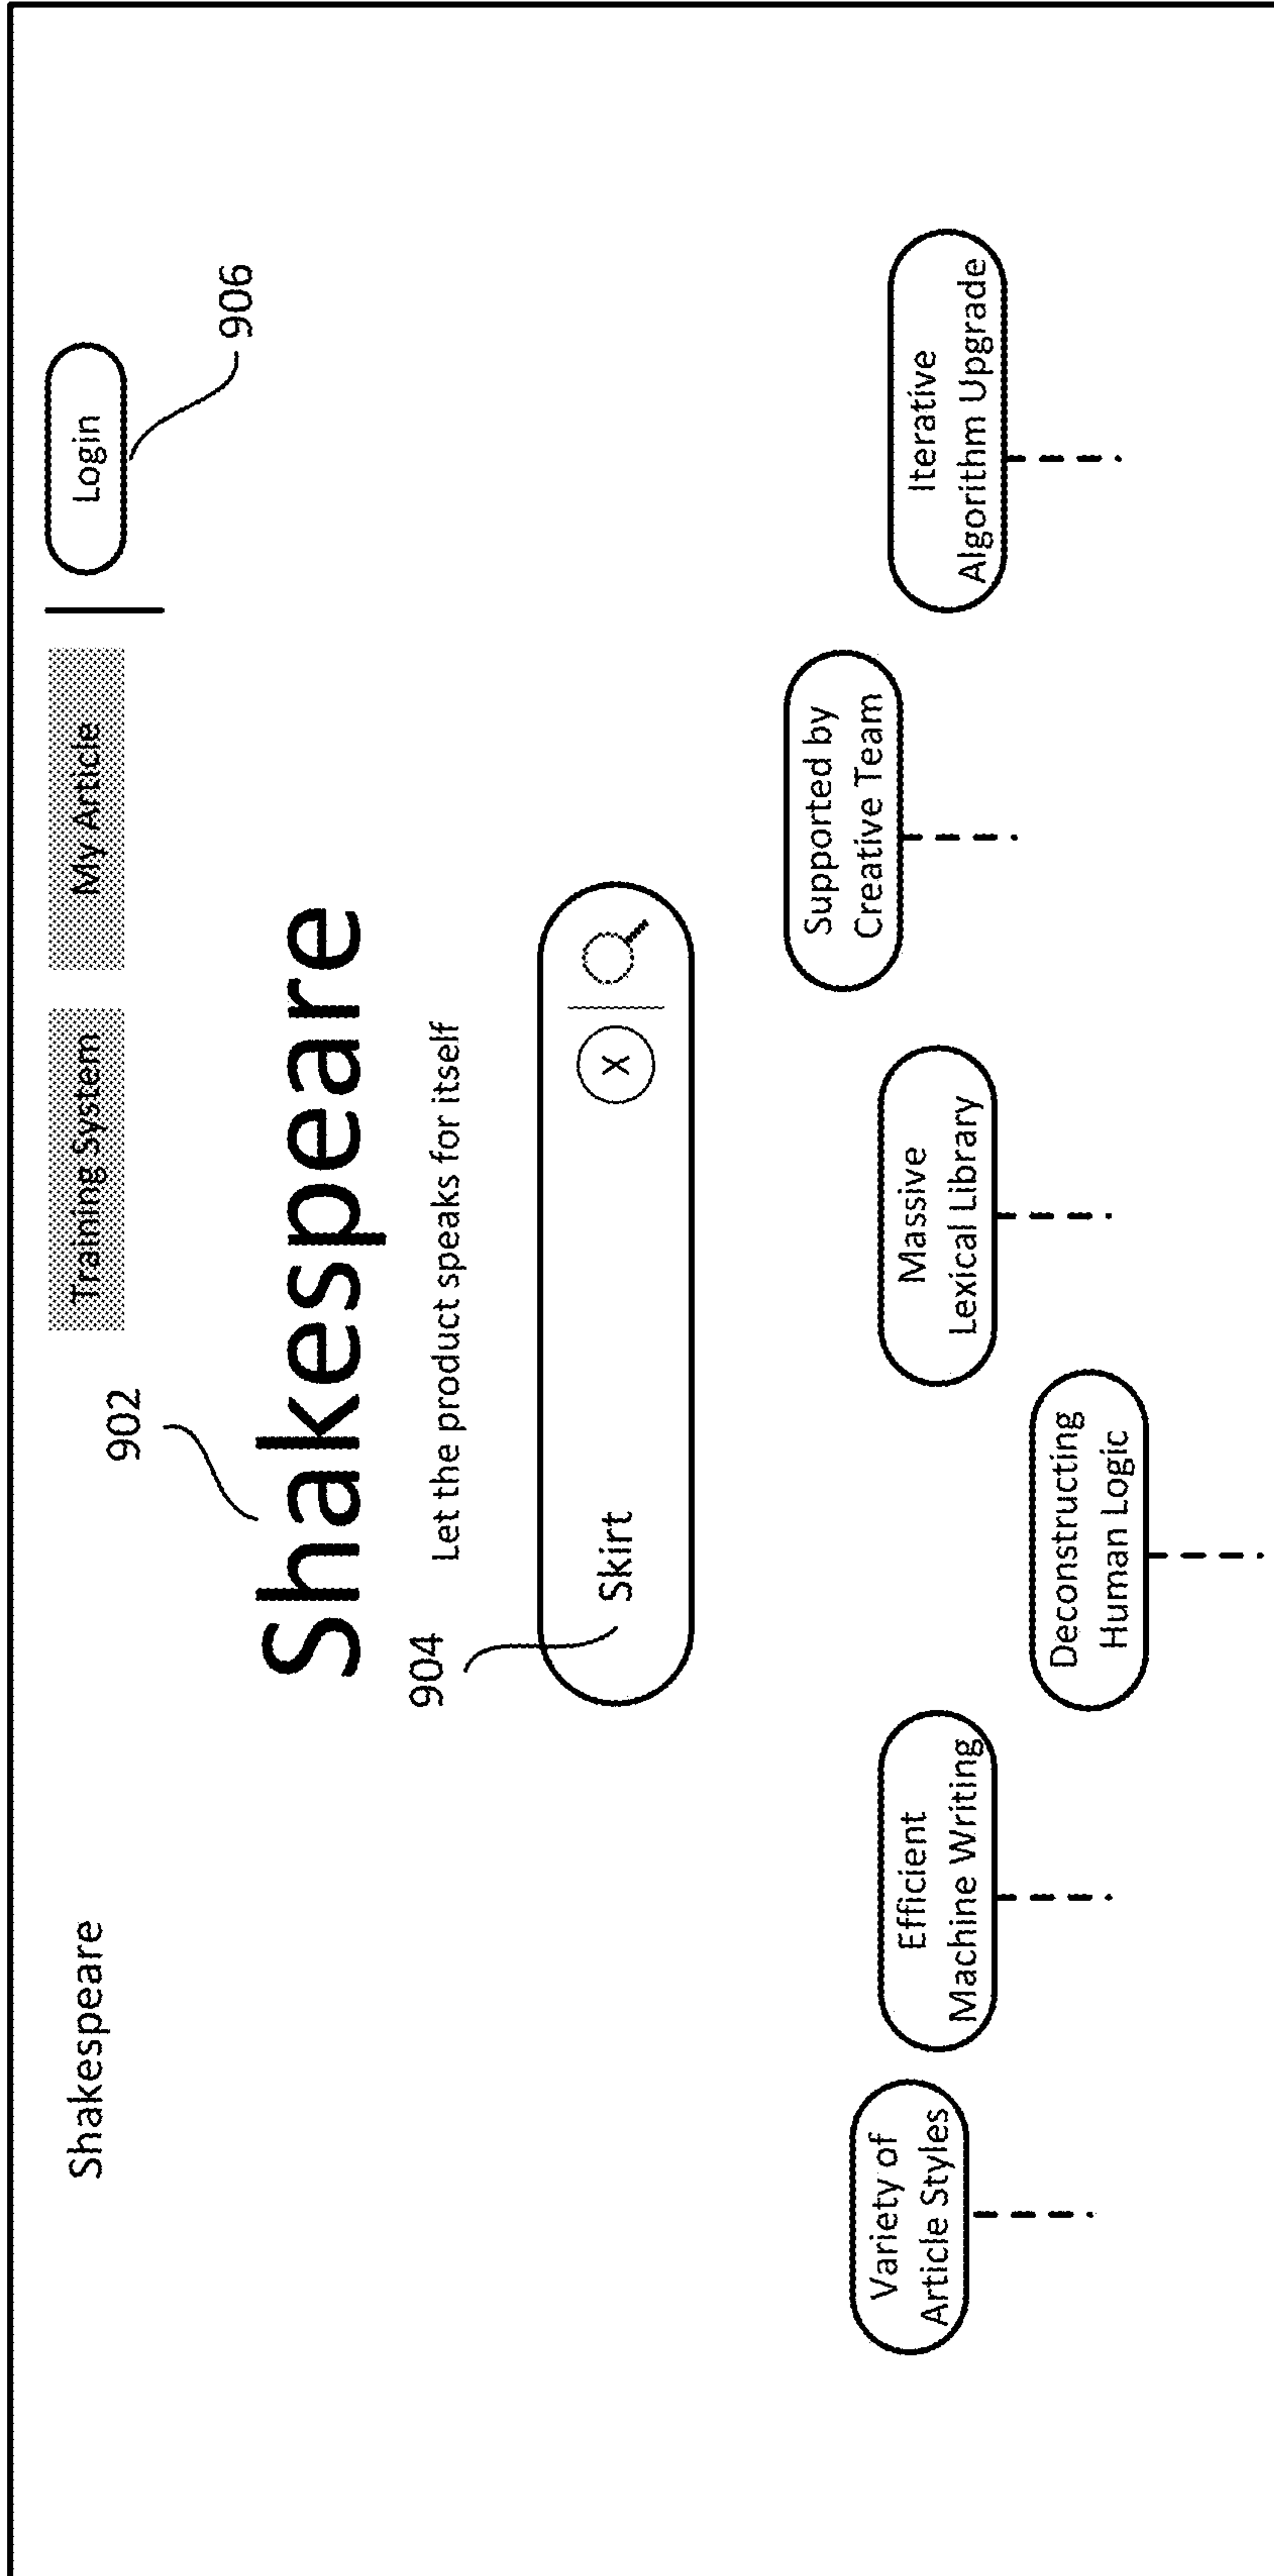 Shakespeare
Training System
My Article
Login
906
902
Shakespeare
Let the product speaks for itself
904
Skirt
X
Variety of
Article Styles
Efficient
Machine Writing
Deconstructing
Human Logic
Massive
Lexical Library
Supported by
Creative Team
Iterative
Algorithm Upgrade